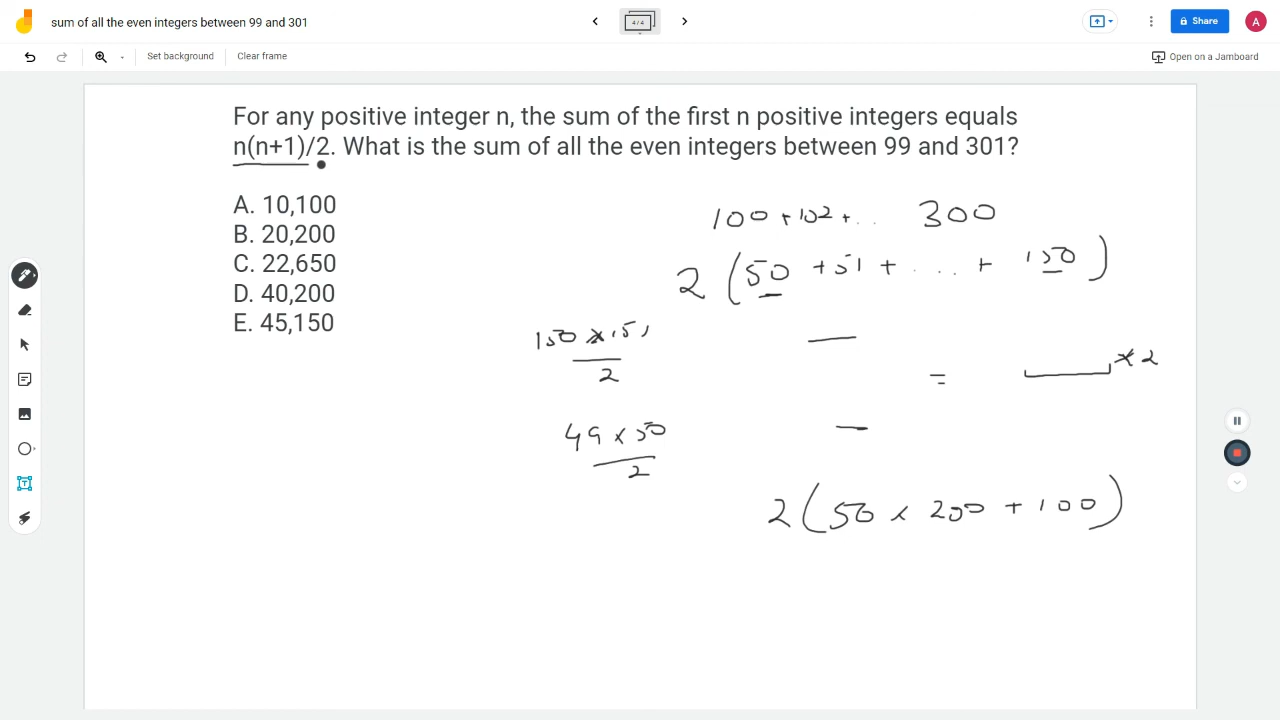 sum of all the even integers between 99 and 301
4 / 4
Share
A
Set background
Clear frame
Open on a Jamboard
For any positive integer n, the sum of the first n positive integers equals
n(n+1)/2. What is the sum of all the even integers between 99 and 301?
A. 10,100
B. 20,200
C. 22,650
D. 40,200
E. 45,150
100 + 102 + .. 300
2 (50 + 51 + .... + 150)
150 x 151
2
= x 2
49 x 50
2
2 (50 x 200 + 100)